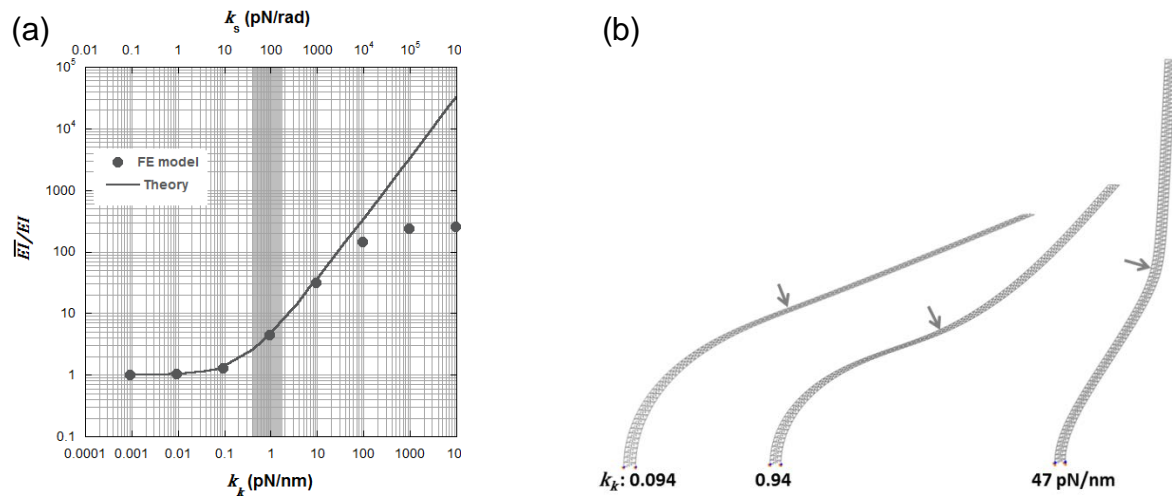 (a)
k_s (pN/rad)
0.01 0.1 1 10 100 1000 10^4 10^5 10
10^5
10^4
1000
100
10
1
0.1
EI̅/EI
FE model
Theory
0.0001 0.001 0.01 0.1 1 10 100 1000 10
k_k (pN/nm)
(b)
k_k: 0.094 0.94 47 pN/nm